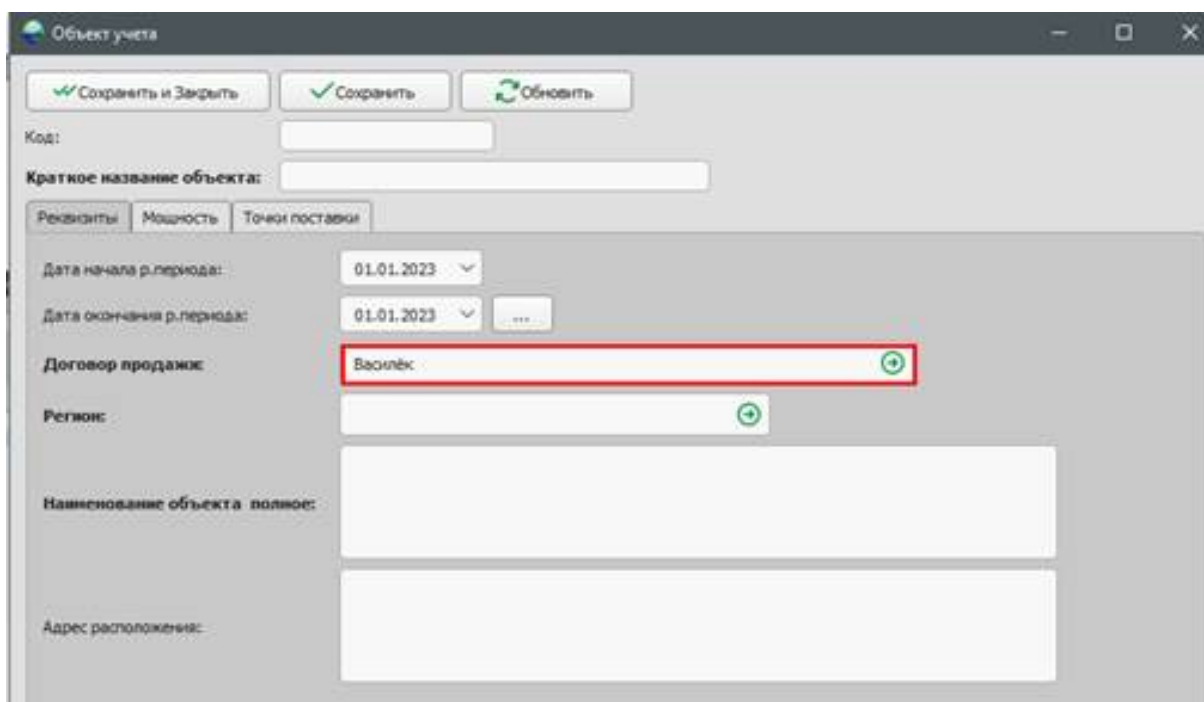 Объект учета
Сохранить и Закрыть Сохранить Обновить
Код:
Краткое название объекта:
Реквизиты Мощность Точки поставки
Дата начала р.периода: 01.01.2023
Дата окончания р.периода: 01.01.2023 ...
Договор продажи: Василёк
Регион:
Наименование объекта полное:
Адрес расположения: